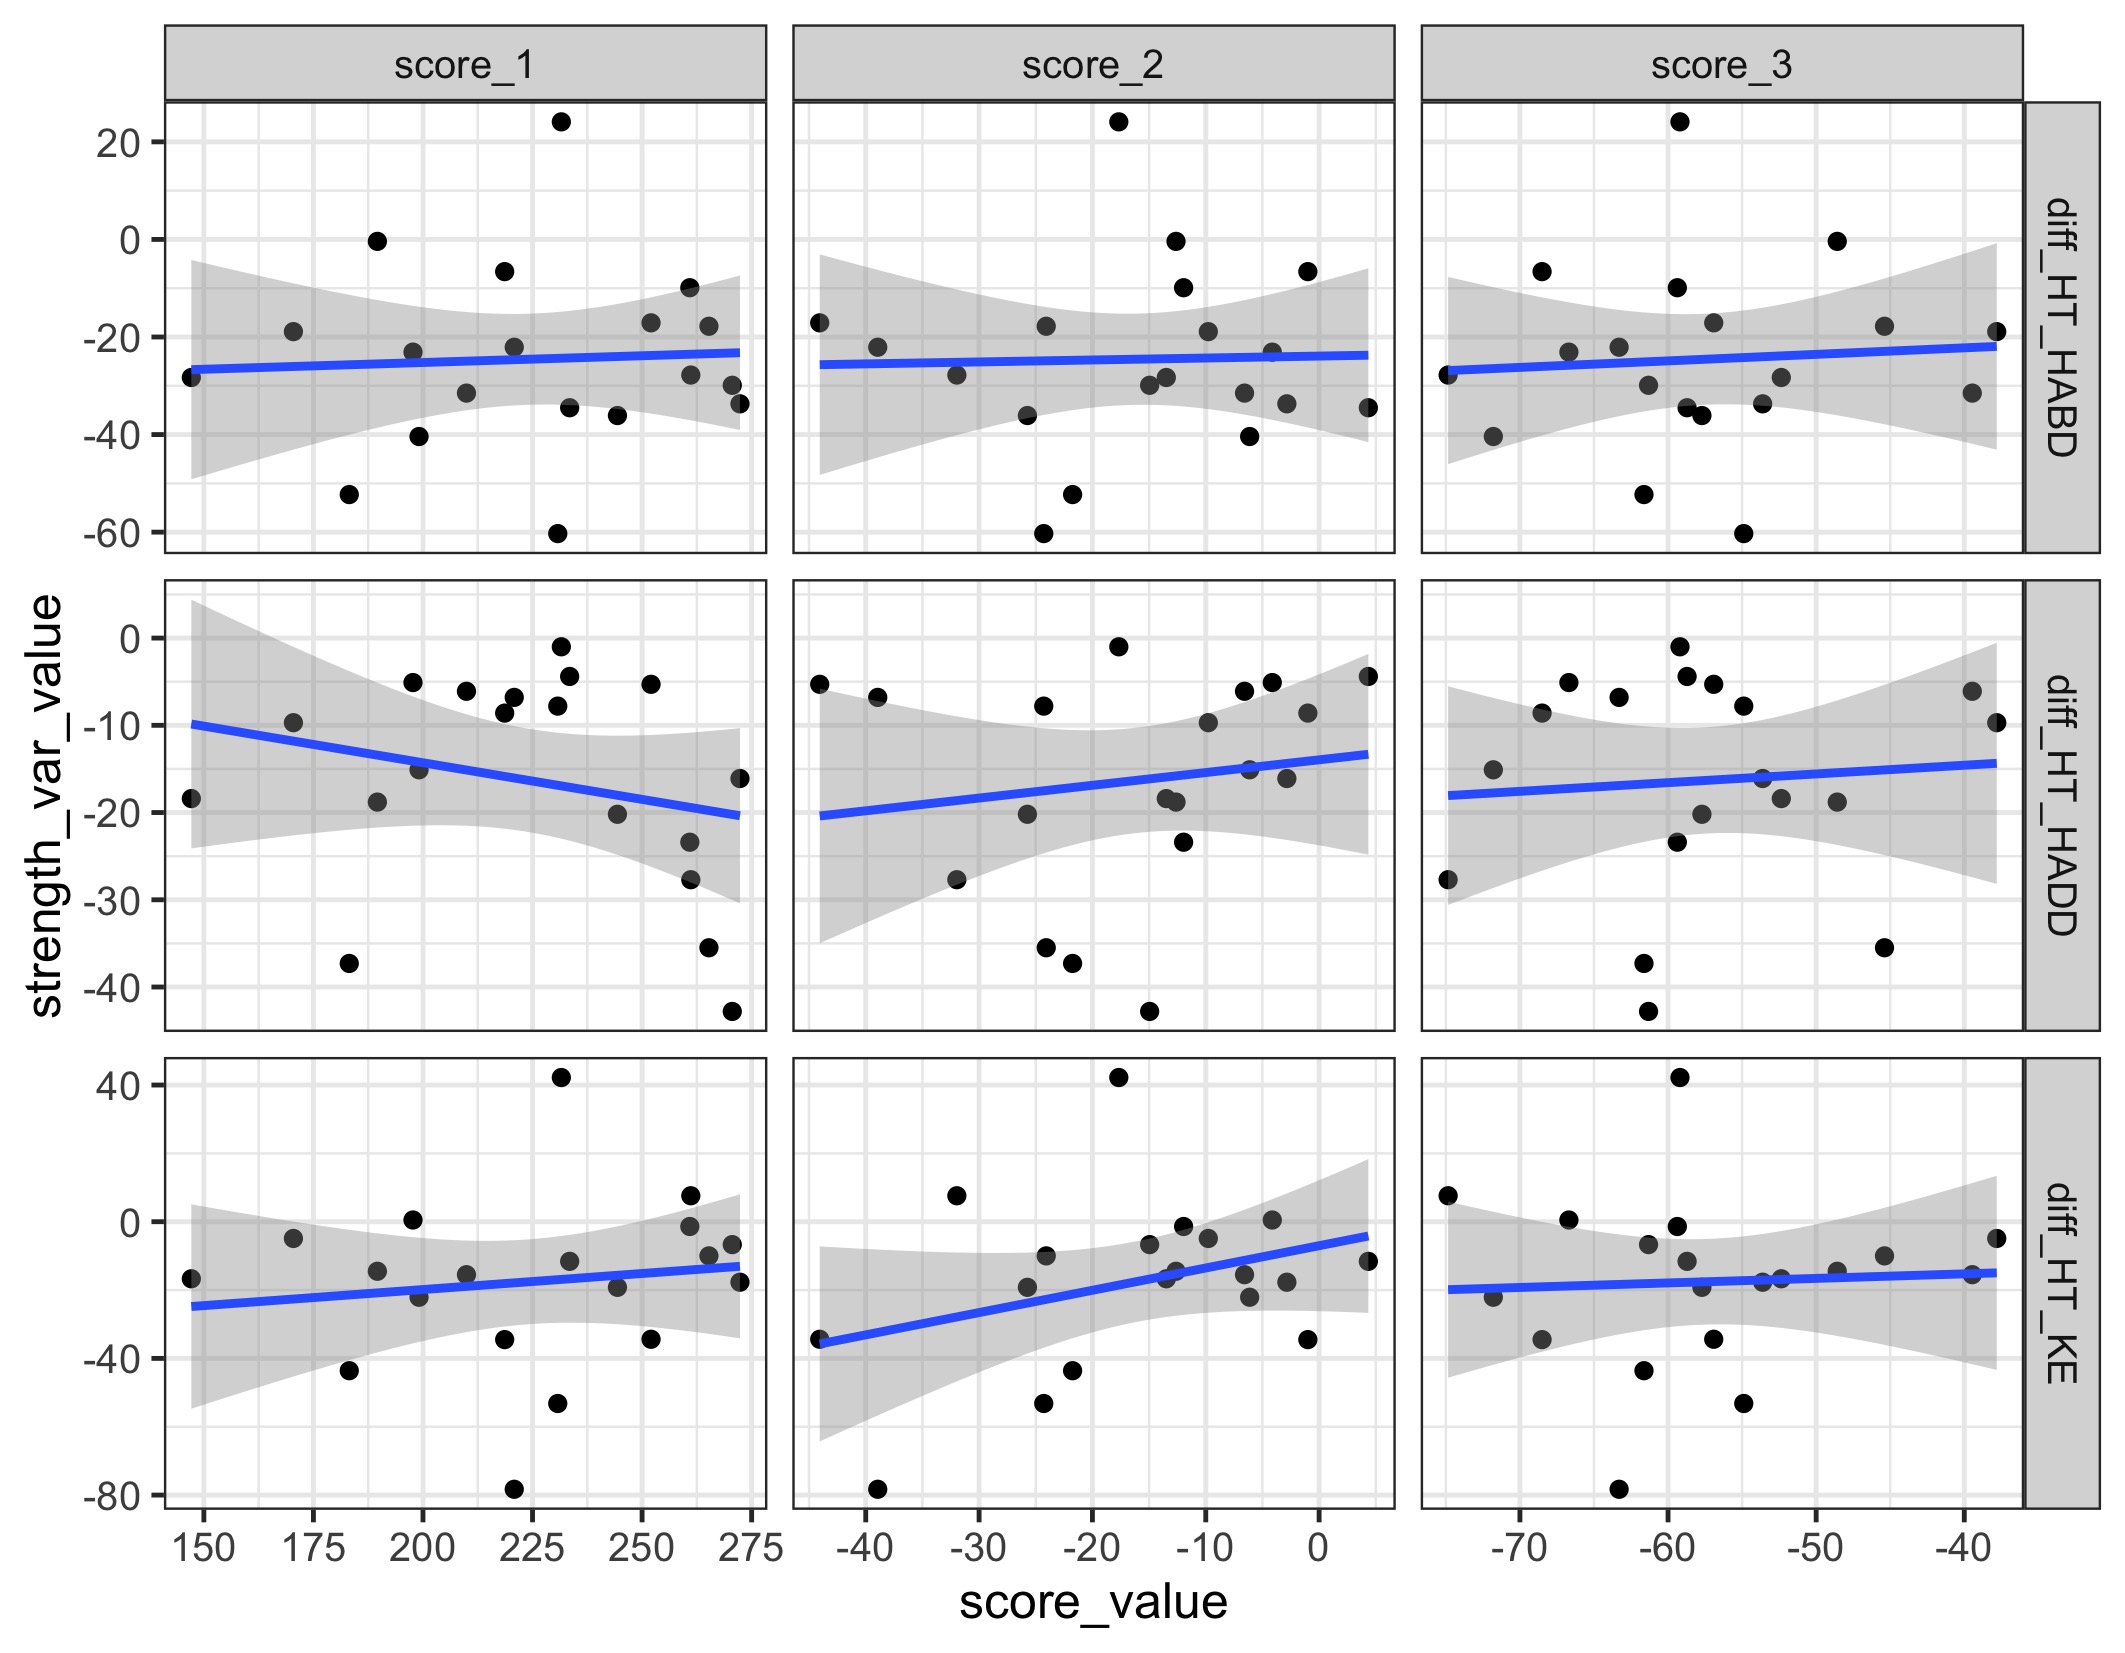 score_1
score_2
score_3
20
0
-20
-40
-60
diff_HT_HABD
strength_var_value
0
-10
-20
-30
-40
diff_HT_HADD
40
0
-40
-80
diff_HT_KE
150 175 200 225 250 275
-40 -30 -20 -10 0
-70 -60 -50 -40
score_value